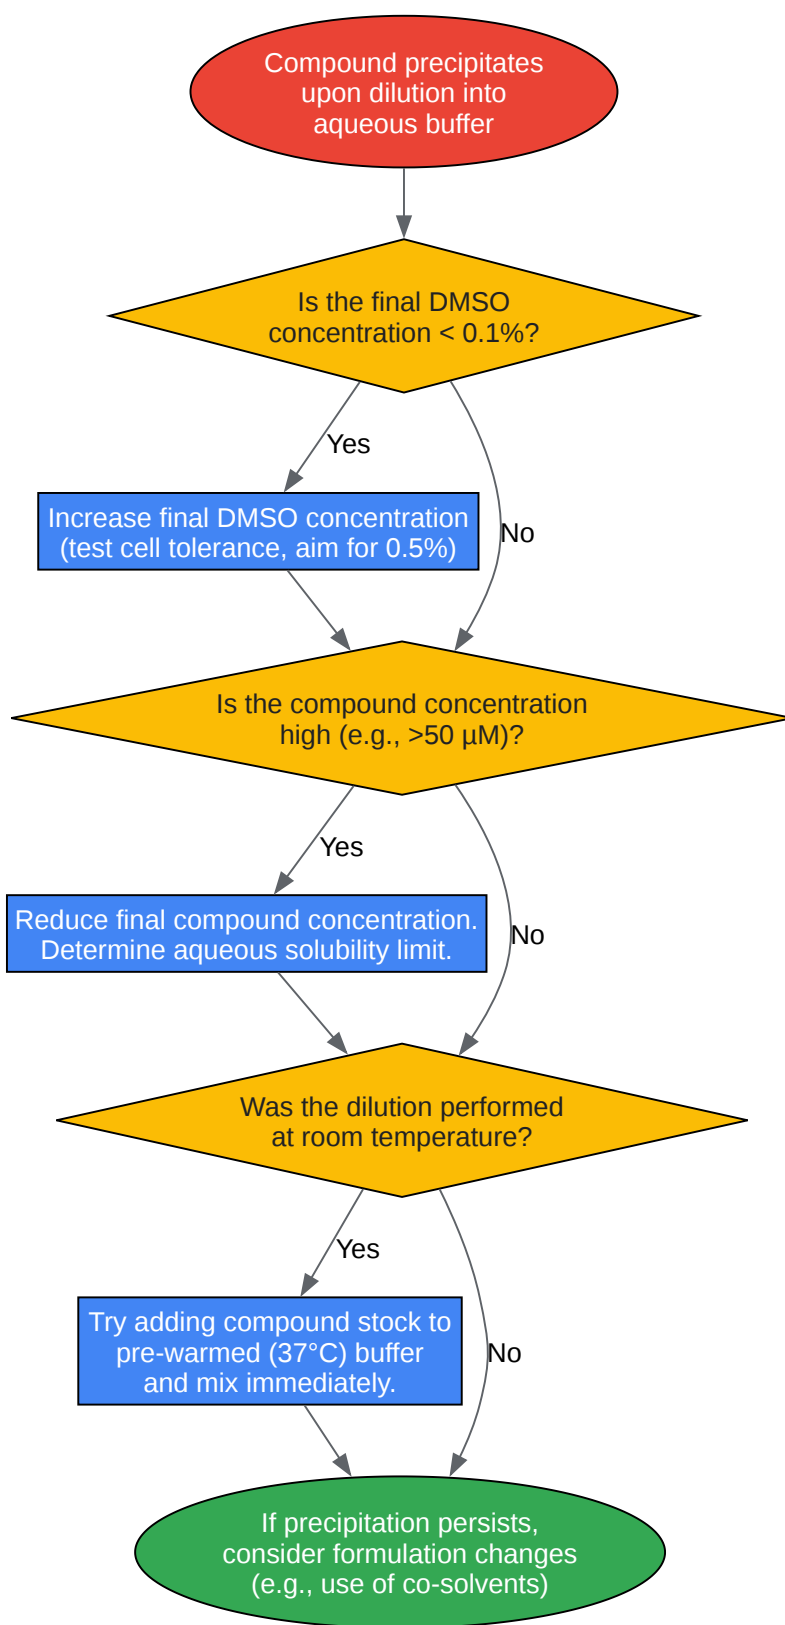 Compound precipitates
upon dilution into
aqueous buffer
Is the final DMSO
concentration < 0.1%?
Yes
Increase final DMSO concentration
(test cell tolerance, aim for 0.5%)
No
Is the compound concentration
high (e.g., >50 µM)?
Yes
Reduce final compound concentration.
Determine aqueous solubility limit.
No
Was the dilution performed
at room temperature?
Yes
Try adding compound stock to
pre-warmed (37°C) buffer
and mix immediately.
No
If precipitation persists,
consider formulation changes
(e.g., use of co-solvents)